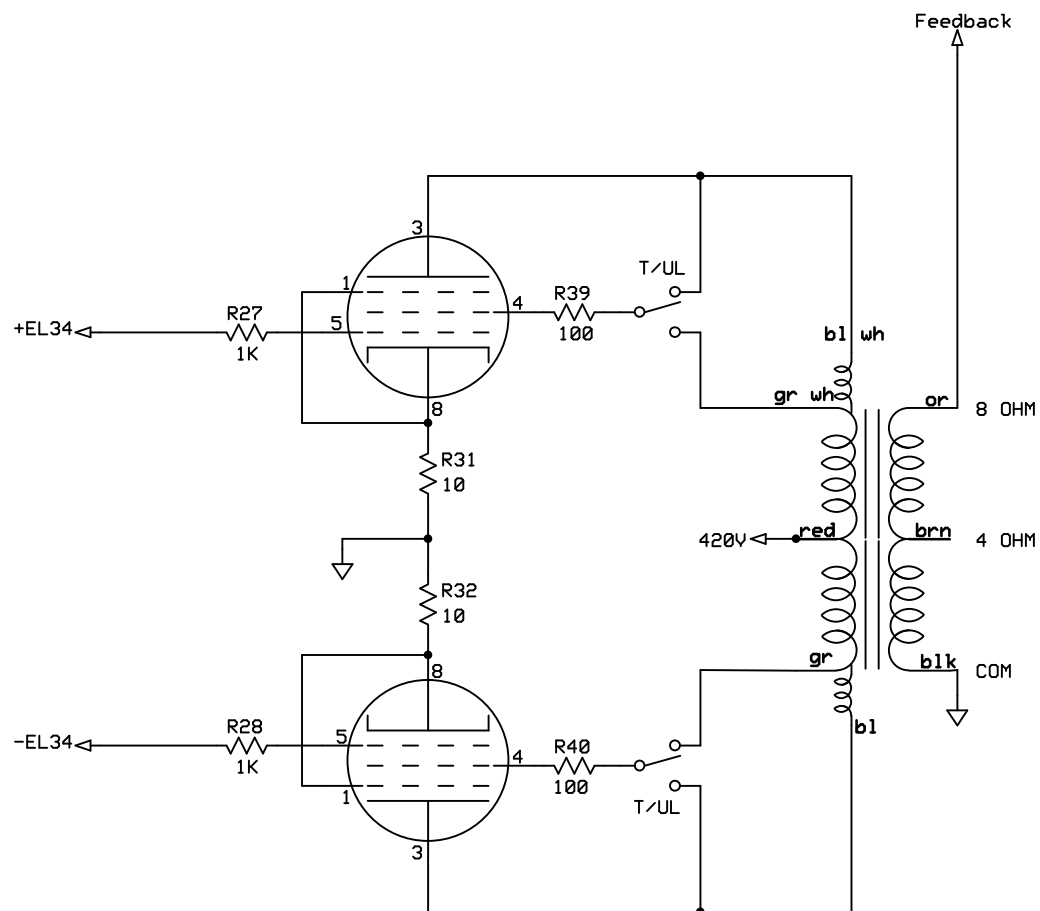 Feedback
3
T/UL
1
4
R39
R27
5
+EL34
100
1K
bl wh
gr wh
or
8 OHM
8
R31
10
420V
red
brn
4 OHM
R32
10
gr
blk
COM
8
R28
5
-EL34
bl
R40
4
1K
100
1
T/UL
3